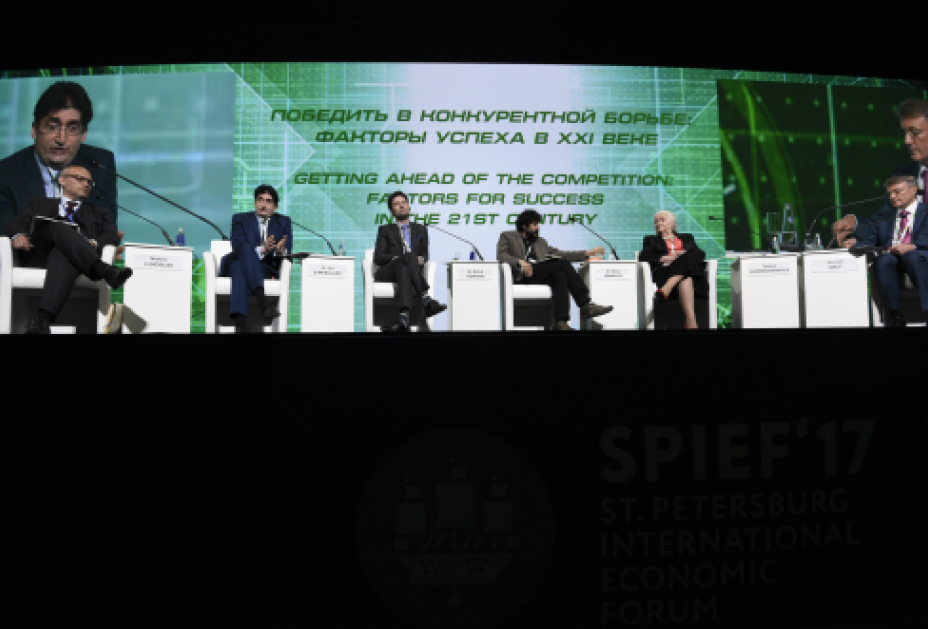 ПОБЕДИТЬ В КОНКУРЕНТНОЙ БОРЬБЕ:
ФАКТОРЫ УСПЕХА В XXI ВЕКЕ
GETTING AHEAD OF THE COMPETITION:
FACTORS FOR SUCCESS
IN THE 21ST CENTURY
SPIEF'17
ST. PETERSBURG
INTERNATIONAL
ECONOMIC
FORUM